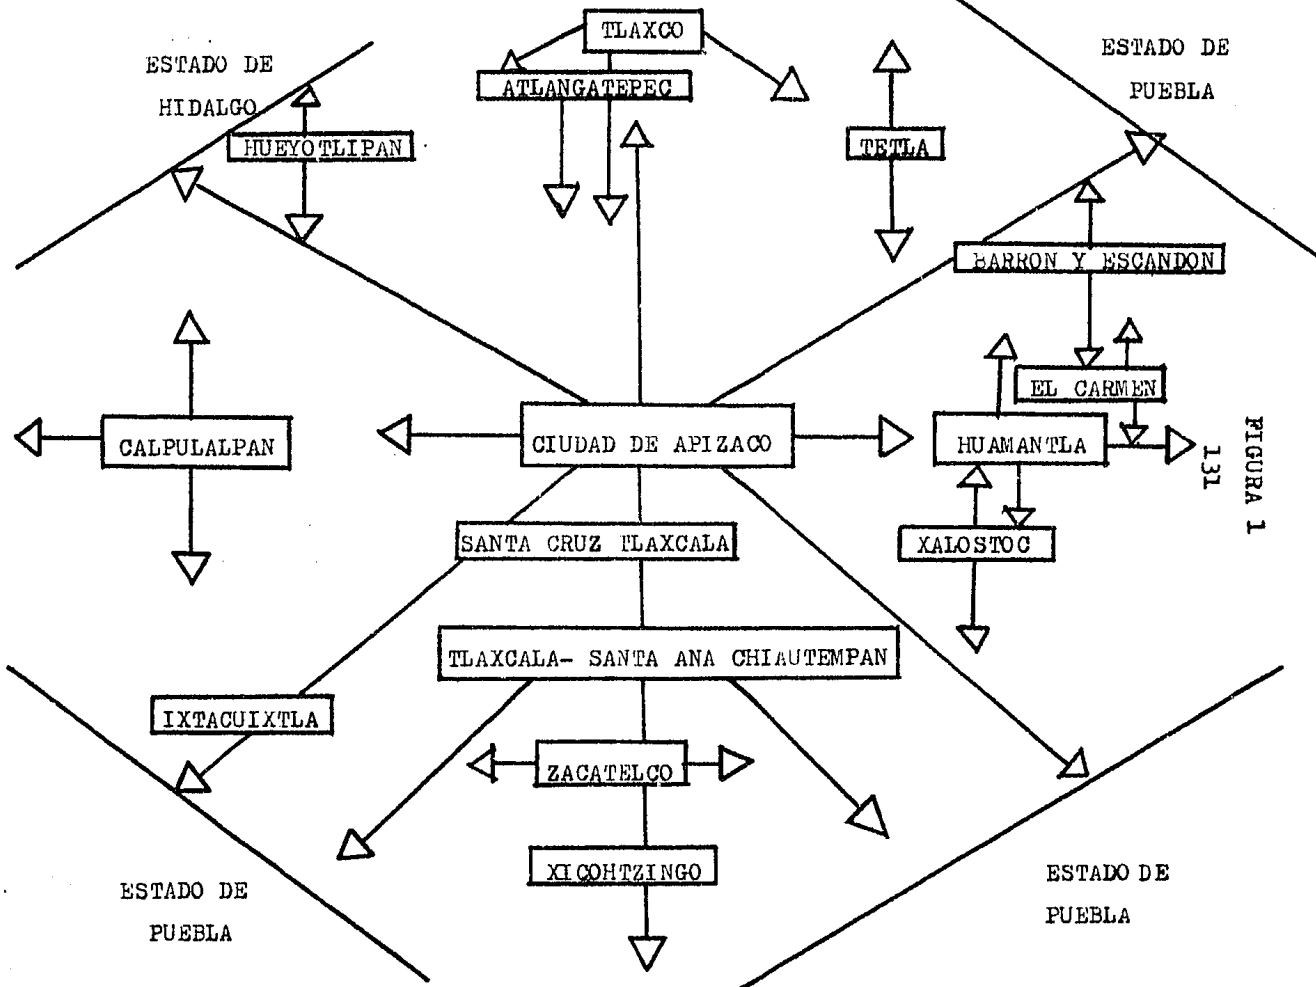 TLAXCO
ESTADO DE
HIDALGO
ATLANGATEPEC
ESTADO DE
PUEBLA
HUEYOTLIPAN
TETLA
BARRON Y ESCANDON
EL CARMEN
CALPULALPAN
CIUDAD DE APIZACO
HUAMANTLA
FIGURA 1
131
SANTA CRUZ TLAXCALA
XALOSTOC
TLAXCALA- SANTA ANA CHIAUTEMPAN
IXTACUIXTLA
ZACATELCO
XICOHTZINGO
ESTADO DE
PUEBLA
ESTADO DE
PUEBLA